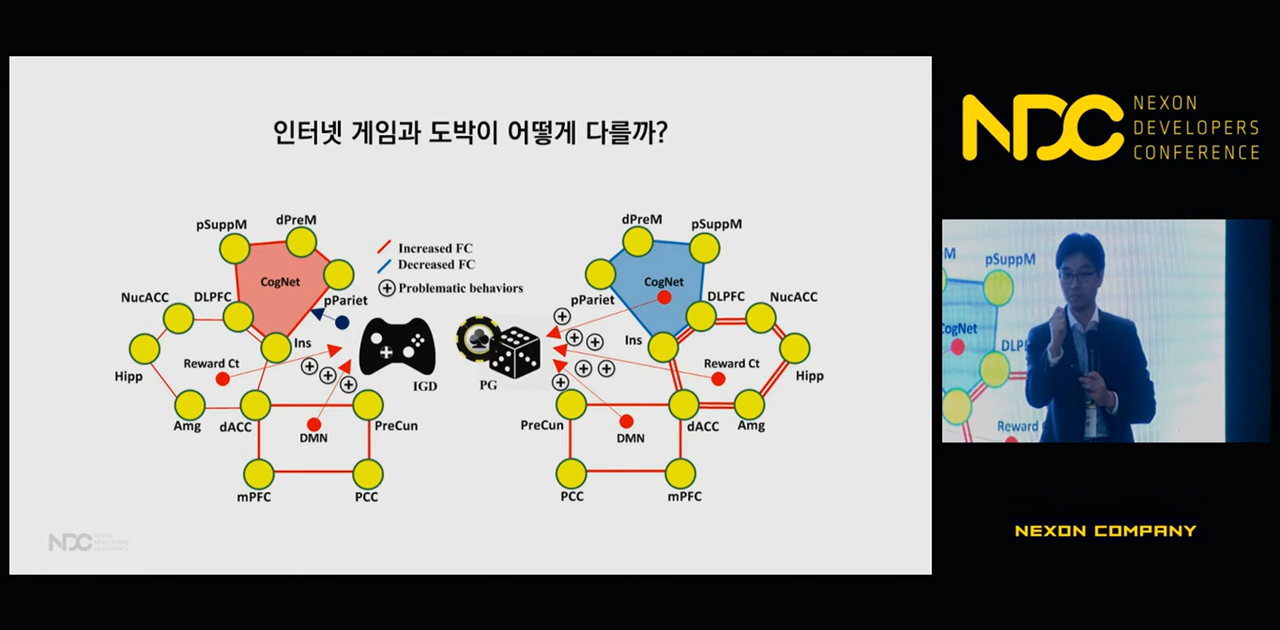 인터넷 게임과 도박이 어떻게 다를까?
pSuppM
dPreM
CogNet
pPariet
NucACC
DLPFC
Ins
Reward Ct
Hipp
Amg
dACC
PreCun
DMN
mPFC
PCC
Increased FC
Decreased FC
Problematic behaviors
IGD
PG
dPreM
pSuppM
CogNet
pPariet
DLPFC
NucACC
Ins
Reward Ct
Hipp
PreCun
dACC
Amg
DMN
PCC
mPFC
NDC
NDC
NEXON
DEVELOPERS
CONFERENCE
M
pSuppM
CogNet
Reward
NEXON COMPANY